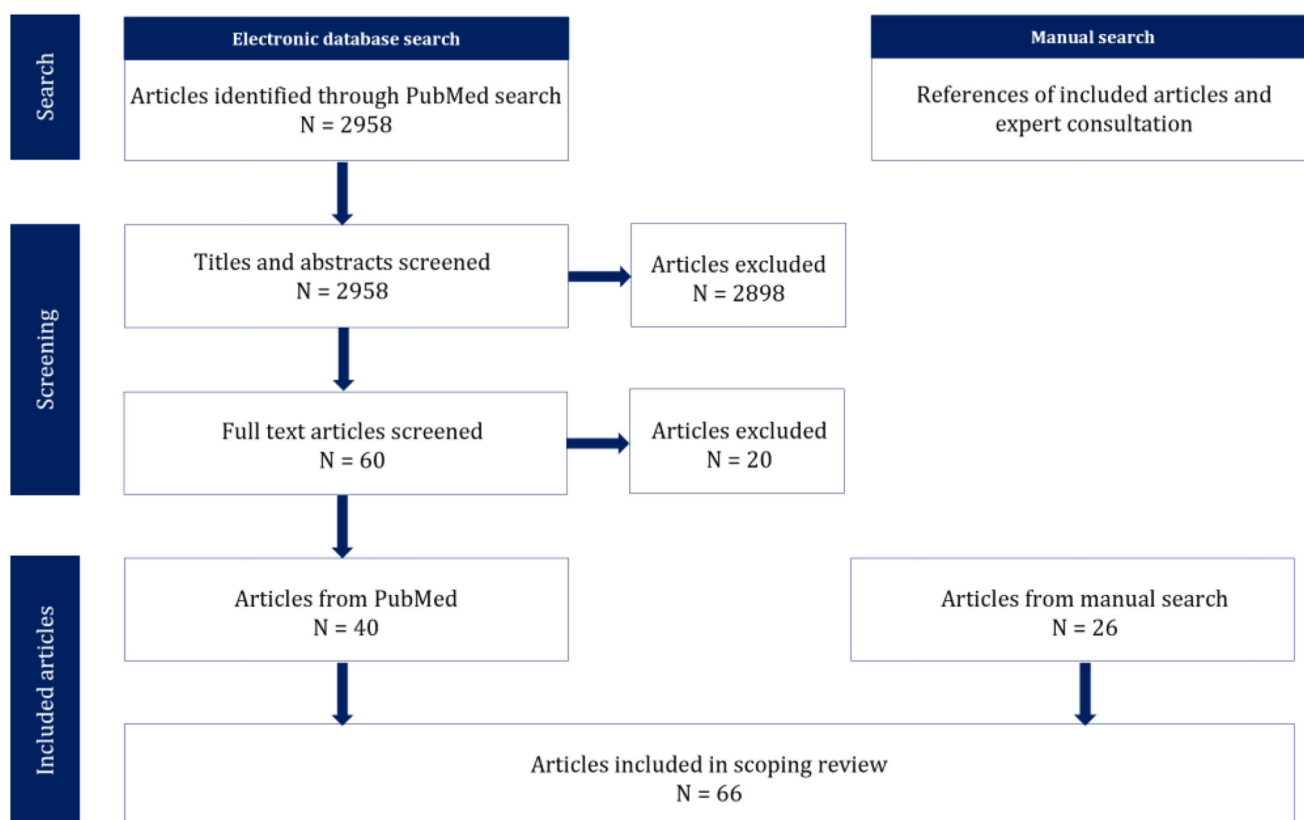 Search
Electronic database search
Articles identified through PubMed search
N = 2958
Manual search
References of included articles and
expert consultation
Screening
Titles and abstracts screened
N = 2958
Articles excluded
N = 2898
Full text articles screened
N = 60
Articles excluded
N = 20
Included articles
Articles from PubMed
N = 40
Articles from manual search
N = 26
Articles included in scoping review
N = 66